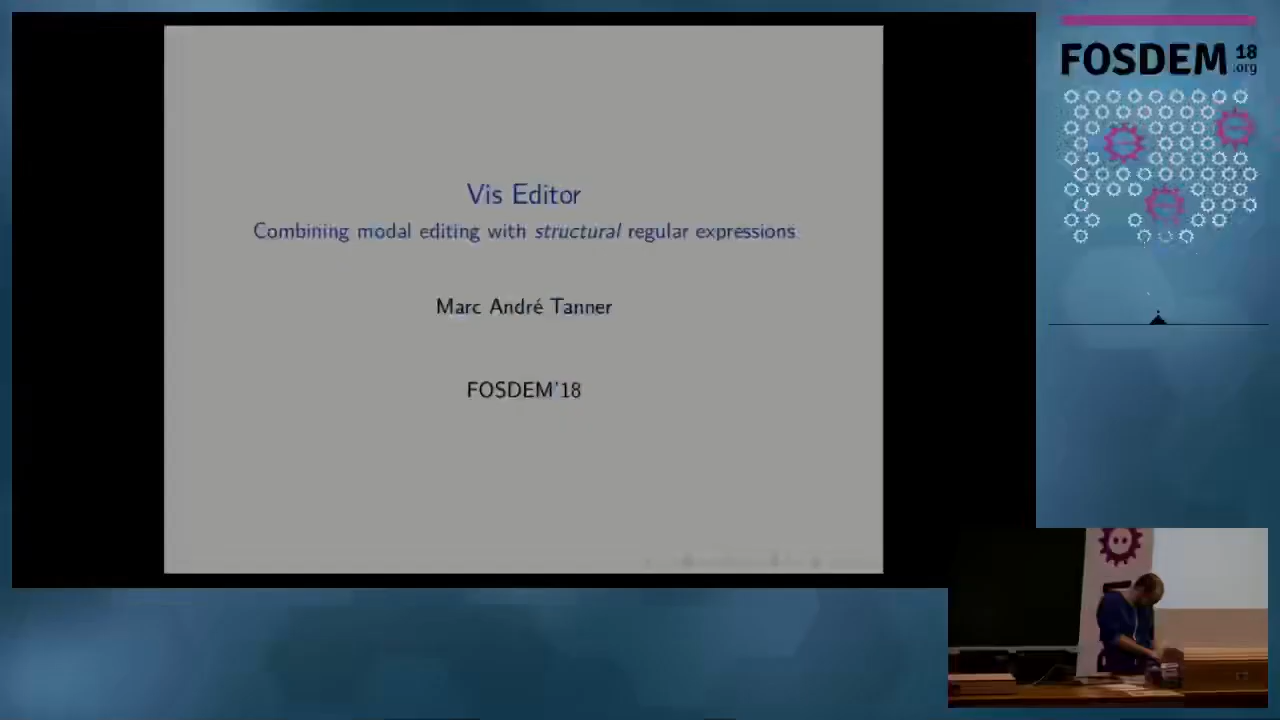 Vis Editor
Combining modal editing with structural regular expressions
Marc André Tanner
FOSDEM'18
FOSDEM 18
.org